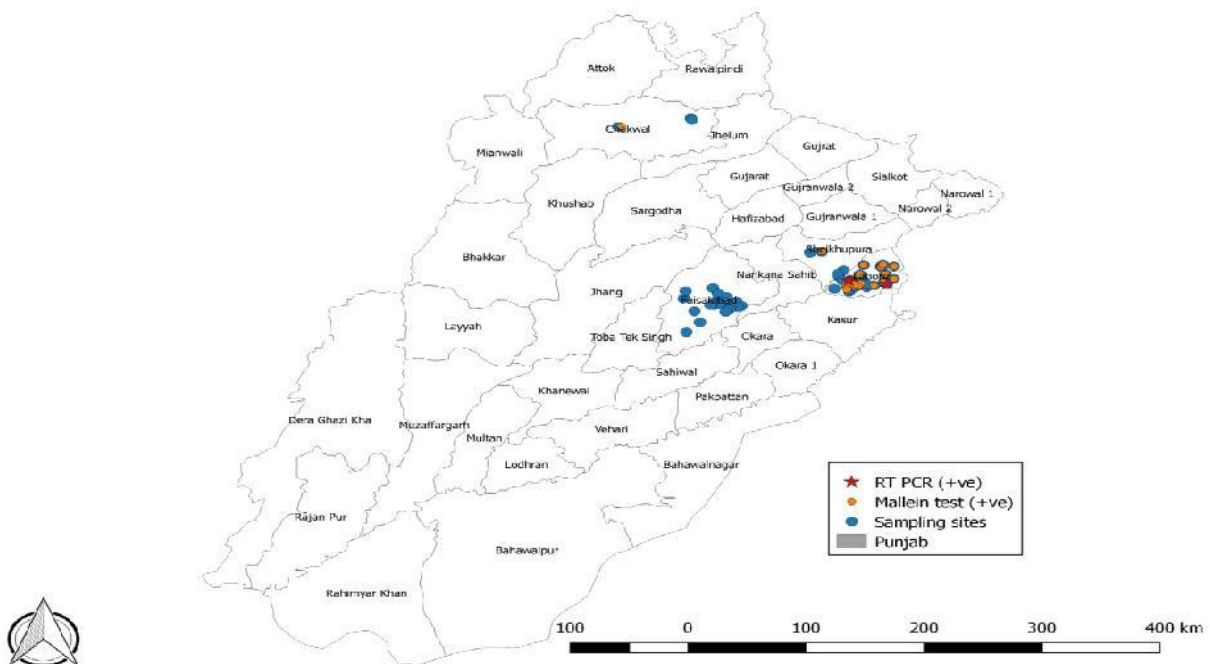 Attok
Rawalpindi
Chakwal
Jhelum
Mianwali
Gujrat
Gujarat
Sialkot
Gujranwala 2
Narowal 1
Khushab
Sargodha
Narowal 2
Hafizabad
Gujranwala 1
Sheikhupura
Bhakkar
Nankana Sahib
Lahore
Jhang
Faisalabad
Kasur
Layyah
Toba Tek Singh
Okara
Okara 1
Sahiwal
Khanewal
Pakpattan
Dera Ghazi Kha
Muzaffargarh
Vehari
Multan
Lodhran
Bahawalnagar
Rajan Pur
Bahawalpur
Rahimyar Khan
RT PCR (+ve)
Mallein test (+ve)
Sampling sites
Punjab
100 0 100 200 300 400 km